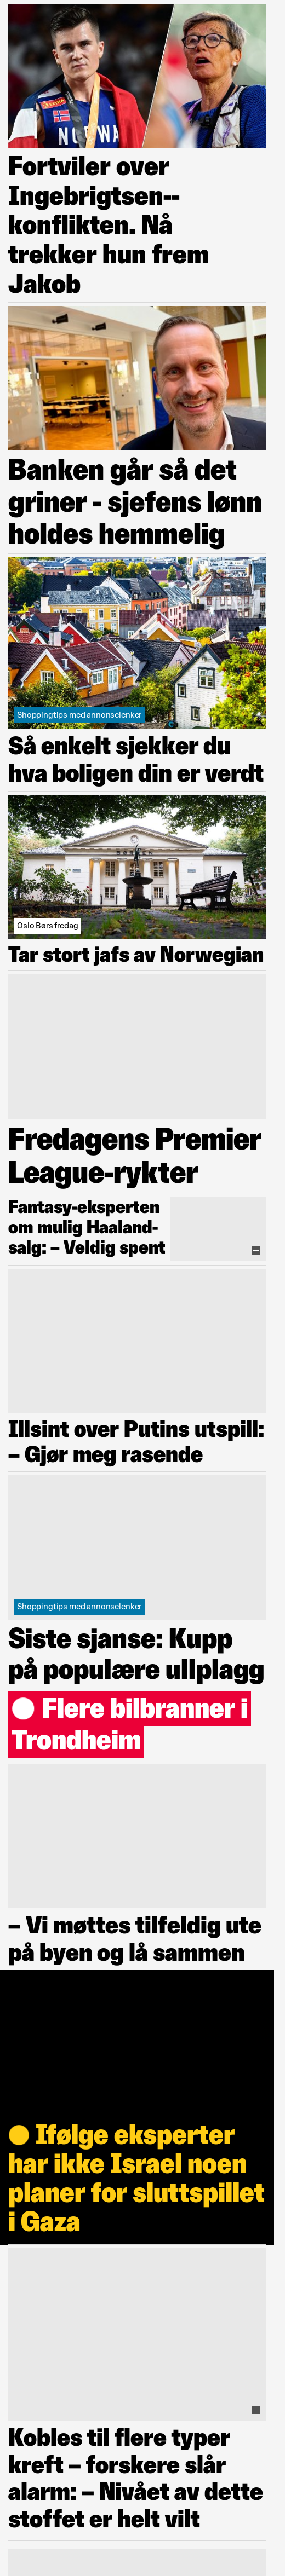 NORWAY
Fortviler over
Ingebrigtsen--
konflikten. Nå
trekker hun frem
Jakob
Banken går så det
griner - sjefens lønn
holdes hemmelig
Shoppingtips med annonselenker
Så enkelt sjekker du
hva boligen din er verdt
BØRSEN
Oslo Børs fredag
Tar stort jafs av Norwegian
Fredagens Premier
League-rykter
Fantasy-eksperten
om mulig Haaland-
salg: – Veldig spent
Illsint over Putins utspill:
– Gjør meg rasende
Shoppingtips med annonselenker
Siste sjanse: Kupp
på populære ullplagg
Flere bilbranner i
Trondheim
– Vi møttes tilfeldig ute
på byen og lå sammen
Ifølge eksperter
har ikke Israel noen
planer for sluttspillet
i Gaza
Kobles til flere typer
kreft – forskere slår
alarm: – Nivået av dette
stoffet er helt vilt